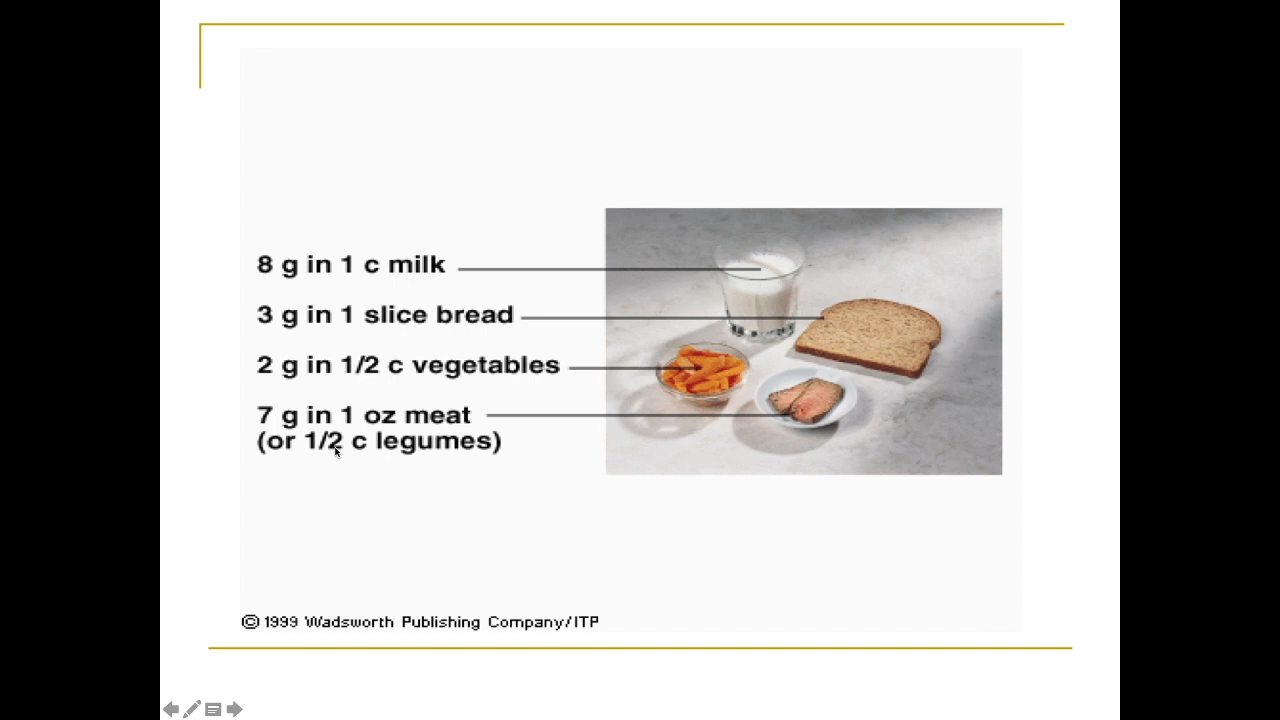 8 g in 1 c milk
3 g in 1 slice bread
2 g in 1/2 c vegetables
7 g in 1 oz meat
(or 1/2 c legumes)
© 1999 Wadsworth Publishing Company/ITP